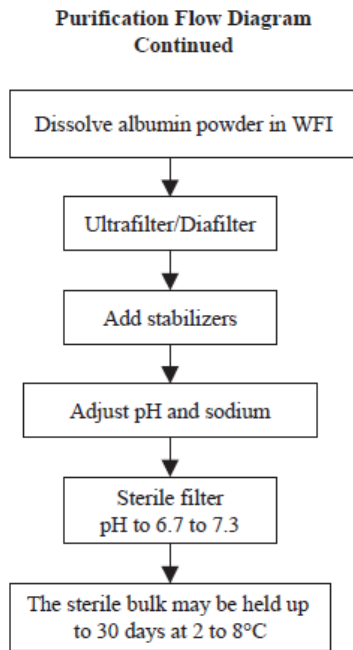 Purification Flow Diagram
Continued
Dissolve albumin powder in WFI
Ultrafilter/Diafilter
Add stabilizers
Adjust pH and sodium
Sterile filter
pH to 6.7 to 7.3
The sterile bulk may be held up
to 30 days at 2 to 8°C